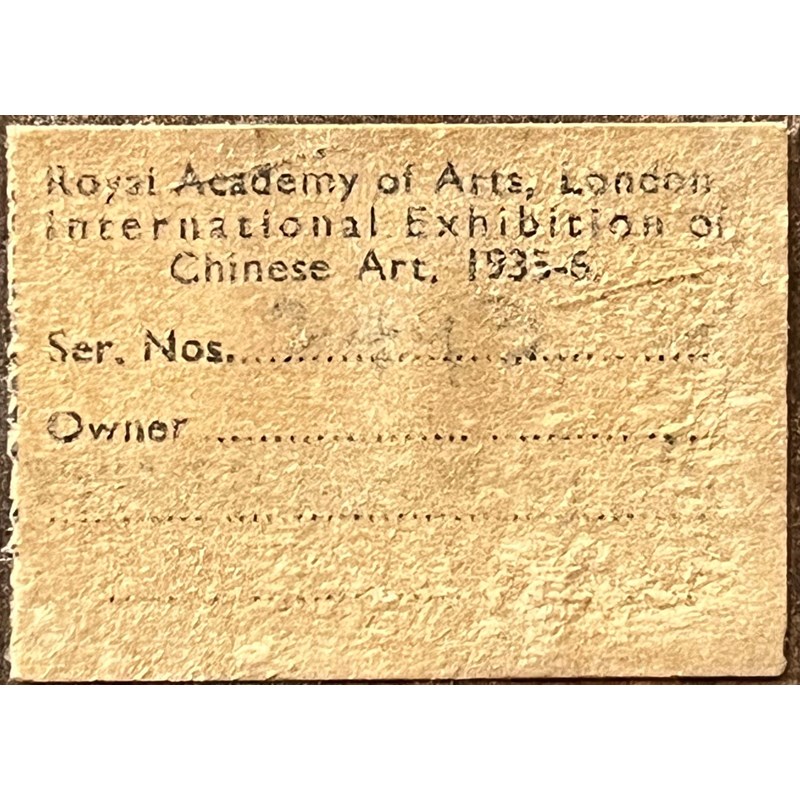 Royal Academy of Arts, London
International Exhibition of
Chinese Art, 1935-6.
Ser. Nos.
Owner